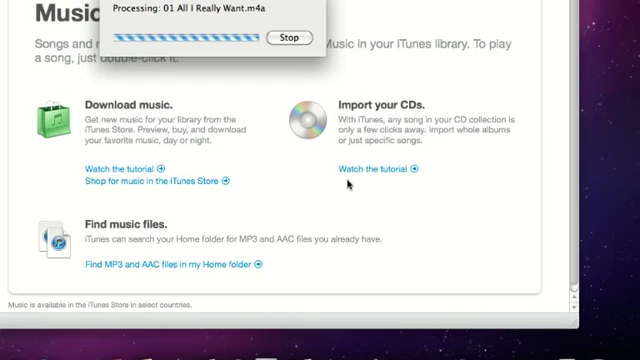 Processing: 01 All I Really Want.m4a
Music
Stop
Songs and Music in your iTunes library. To play
a song, just double-click it.
Download music.
Get new music for your library from the
iTunes Store. Preview, buy, and download
your favorite music, day or night.
Watch the tutorial
Shop for music in the iTunes Store
Import your CDs.
With iTunes, any song in your CD collection is
only a few clicks away. Import whole albums
or just specific songs.
Watch the tutorial
Find music files.
iTunes can search your Home folder for MP3 and AAC files you already have.
Find MP3 and AAC files in my Home folder
Music is available in the iTunes Store in select countries.